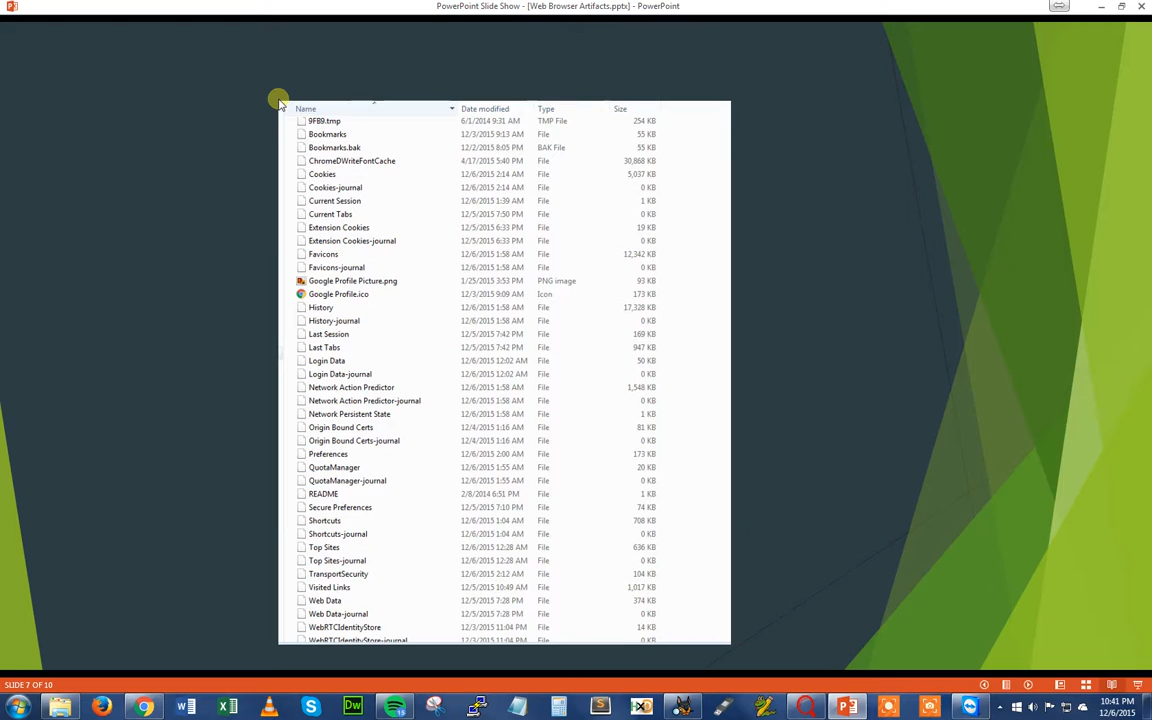 PowerPoint Slide Show - [Web Browser Artifacts.pptx] - PowerPoint
Name Date modified Type Size
9FB9.tmp 6/1/2014 9:31 AM TMP File 254 KB
Bookmarks 12/3/2015 9:13 AM File 55 KB
Bookmarks.bak 12/2/2015 8:05 PM BAK File 55 KB
ChromeDWriteFontCache 4/17/2015 5:40 PM File 30,868 KB
Cookies 12/6/2015 2:14 AM File 5,037 KB
Cookies-journal 12/6/2015 2:14 AM File 0 KB
Current Session 12/6/2015 1:39 AM File 1 KB
Current Tabs 12/5/2015 7:50 PM File 0 KB
Extension Cookies 12/5/2015 6:33 PM File 19 KB
Extension Cookies-journal 12/5/2015 6:33 PM File 0 KB
Favicons 12/6/2015 1:58 AM File 12,342 KB
Favicons-journal 12/6/2015 1:58 AM File 0 KB
Google Profile Picture.png 1/25/2015 3:53 PM PNG image 93 KB
Google Profile.ico 12/3/2015 9:09 AM Icon 173 KB
History 12/6/2015 1:58 AM File 17,328 KB
History-journal 12/6/2015 1:58 AM File 0 KB
Last Session 12/5/2015 7:42 PM File 169 KB
Last Tabs 12/5/2015 7:42 PM File 947 KB
Login Data 12/6/2015 12:02 AM File 50 KB
Login Data-journal 12/6/2015 12:02 AM File 0 KB
Network Action Predictor 12/6/2015 1:58 AM File 1,548 KB
Network Action Predictor-journal 12/6/2015 1:58 AM File 0 KB
Network Persistent State 12/6/2015 1:58 AM File 1 KB
Origin Bound Certs 12/4/2015 1:16 AM File 81 KB
Origin Bound Certs-journal 12/4/2015 1:16 AM File 0 KB
Preferences 12/6/2015 2:00 AM File 173 KB
QuotaManager 12/6/2015 1:55 AM File 20 KB
QuotaManager-journal 12/6/2015 1:55 AM File 0 KB
README 2/8/2014 6:51 PM File 1 KB
Secure Preferences 12/5/2015 7:10 PM File 74 KB
Shortcuts 12/6/2015 1:04 AM File 708 KB
Shortcuts-journal 12/6/2015 1:04 AM File 0 KB
Top Sites 12/6/2015 12:28 AM File 636 KB
Top Sites-journal 12/6/2015 12:28 AM File 0 KB
TransportSecurity 12/6/2015 2:12 AM File 104 KB
Visited Links 12/5/2015 10:49 AM File 1,017 KB
Web Data 12/5/2015 7:28 PM File 374 KB
Web Data-journal 12/5/2015 7:28 PM File 0 KB
WebRTCIdentityStore 12/3/2015 11:04 PM File 14 KB
WebRTCIdentityStore-journal 12/3/2015 11:04 PM File 0 KB
SLIDE 7 OF 10
10:41 PM
12/6/2015